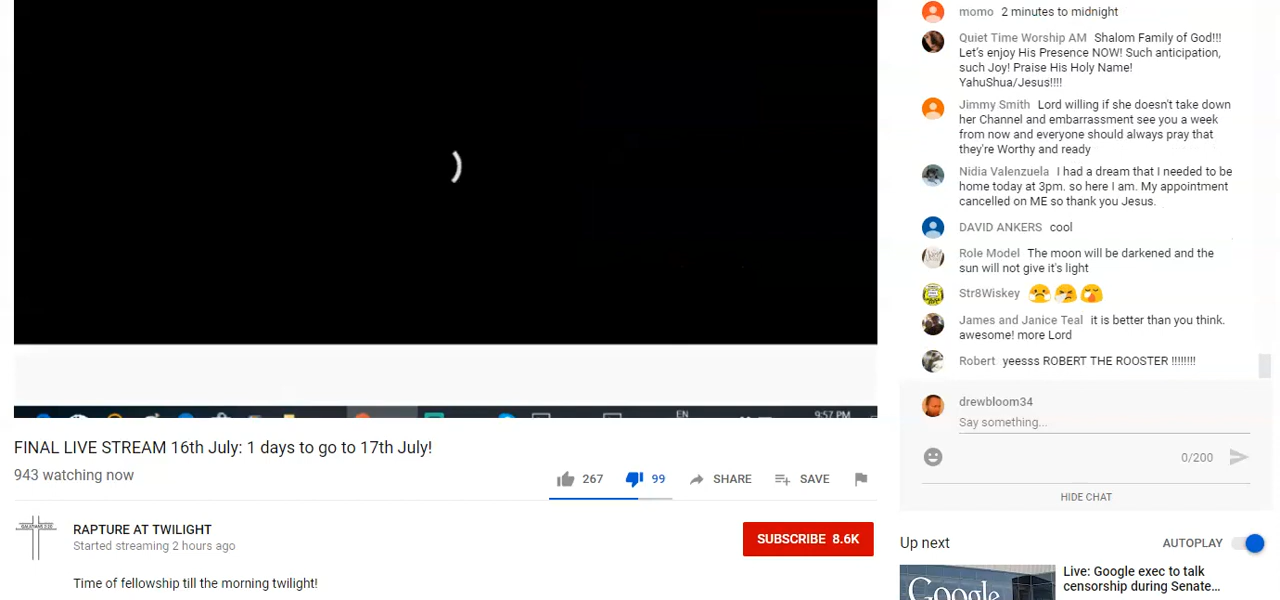 EN
9:57 PM
FINAL LIVE STREAM 16th July: 1 days to go to 17th July!
943 watching now
267
99
SHARE
SAVE
RAPTURE AT TWILIGHT
Started streaming 2 hours ago
SUBSCRIBE 8.6K
Time of fellowship till the morning twilight!
momo 2 minutes to midnight
Quiet Time Worship AM Shalom Family of God!!!
Let's enjoy His Presence NOW! Such anticipation,
such Joy! Praise His Holy Name!
YahuShua/Jesus!!!!
Jimmy Smith Lord willing if she doesn't take down
her Channel and embarrassment see you a week
from now and everyone should always pray that
they're Worthy and ready
Nidia Valenzuela I had a dream that I needed to be
home today at 3pm. so here I am. My appointment
cancelled on ME so thank you Jesus.
DAVID ANKERS cool
Role Model The moon will be darkened and the
sun will not give it's light
Str8Wiskey
James and Janice Teal it is better than you think.
awesome! more Lord
Robert yeesss ROBERT THE ROOSTER !!!!!!!!
drewbloom34
Say something...
0/200
HIDE CHAT
Up next
AUTOPLAY
Google
Live: Google exec to talk
censorship during Senate...